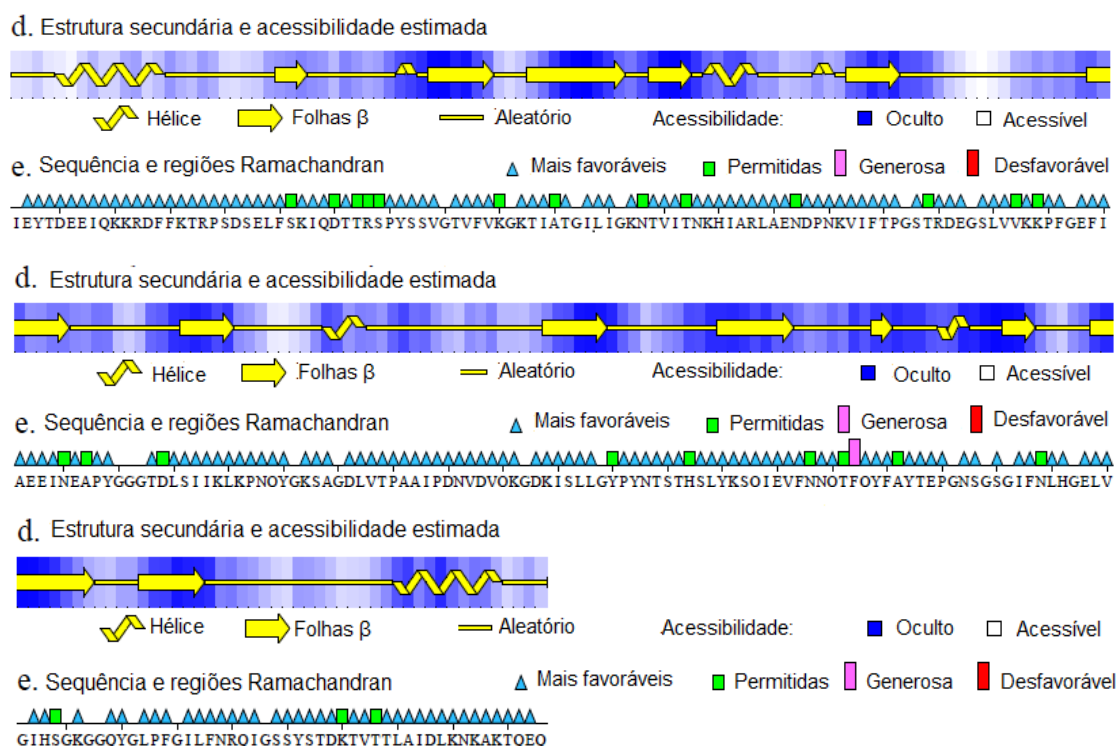 d. Estrutura secundária e acessibilidade estimada
Hélice Folhas β Aleatório Acessibilidade: Oculto Acessível
e. Sequência e regiões Ramachandran Mais favoráveis Permitidas Generosa Desfavorável
IEYTDEEIQKKRDFFKTRPSDSELFSKIQDTTRSPYSSVGTVFVKGKTIATGILIGKNTVITNKHIARLAENDPNKVIFTPGSTRDEGSLVVKKPFGEFI
d. Estrutura secundária e acessibilidade estimada
Hélice Folhas β Aleatório Acessibilidade: Oculto Acessível
e. Sequência e regiões Ramachandran Mais favoráveis Permitidas Generosa Desfavorável
AEEINEAPYGGGTDLSIIKLKPNOYGKSAGDLVTPAAIPDNVDVOKGDKISLLGYPYNTSTHSLYKSOIEVFNNOTFOYFAYTEPGNSGSGIFNLHGELV
d. Estrutura secundária e acessibilidade estimada
Hélice Folhas β Aleatório Acessibilidade: Oculto Acessível
e. Sequência e regiões Ramachandran Mais favoráveis Permitidas Generosa Desfavorável
GIHSGKGGQYGLPFGILFNRQIGSSYSTDKTVTTLAIDLKNKAKTQEQ